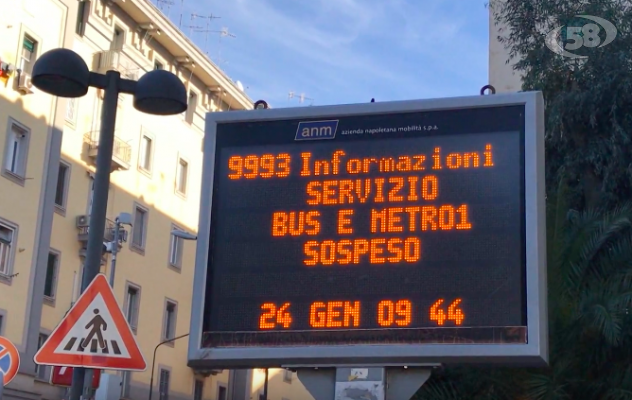 58
anm azienda napoletana mobilità s.p.a.
9993 Informazioni
SERVIZIO
BUS E METRO1
SOSPESO
24 GEN 09 44